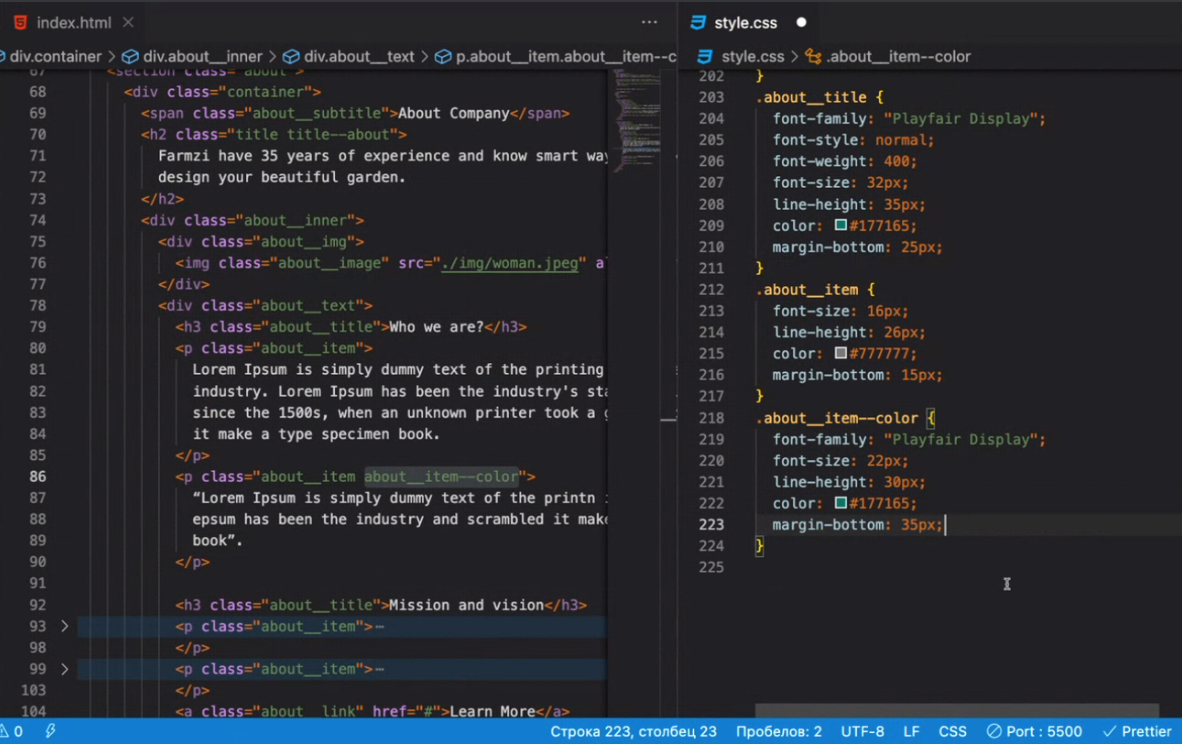 index.html
div.container > div.about__inner > div.about__text > p.about__item.about__item--c
67 <section class="about">
68 <div class="container">
69 <span class="about__subtitle">About Company</span>
70 <h2 class="title title--about">
71 Farmzi have 35 years of experience and know smart way
72 design your beautiful garden.
73 </h2>
74 <div class="about__inner">
75 <div class="about__img">
76 <img class="about__image" src="./img/woman.jpeg" al
77 </div>
78 <div class="about__text">
79 <h3 class="about__title">Who we are?</h3>
80 <p class="about__item">
81 Lorem Ipsum is simply dummy text of the printing
82 industry. Lorem Ipsum has been the industry's sta
83 since the 1500s, when an unknown printer took a g
84 it make a type specimen book.
85 </p>
86 <p class="about__item about__item--color">
87 “Lorem Ipsum is simply dummy text of the printn i
88 epsum has been the industry and scrambled it make
89 book”.
90 </p>
91
92 <h3 class="about__title">Mission and vision</h3>
93 <p class="about__item">
98 </p>
99 <p class="about__item">
103 </p>
104 <a class="about__link" href="#">Learn More</a>
style.css
style.css > .about__item--color
202 }
203 .about__title {
204 font-family: "Playfair Display";
205 font-style: normal;
206 font-weight: 400;
207 font-size: 32px;
208 line-height: 35px;
209 color: #177165;
210 margin-bottom: 25px;
211 }
212 .about__item {
213 font-size: 16px;
214 line-height: 26px;
215 color: #777777;
216 margin-bottom: 15px;
217 }
218 .about__item--color {
219 font-family: "Playfair Display";
220 font-size: 22px;
221 line-height: 30px;
222 color: #177165;
223 margin-bottom: 35px;
224 }
225
0 Строка 223, столбец 23 Пробелов: 2 UTF-8 LF CSS Port : 5500 Prettier